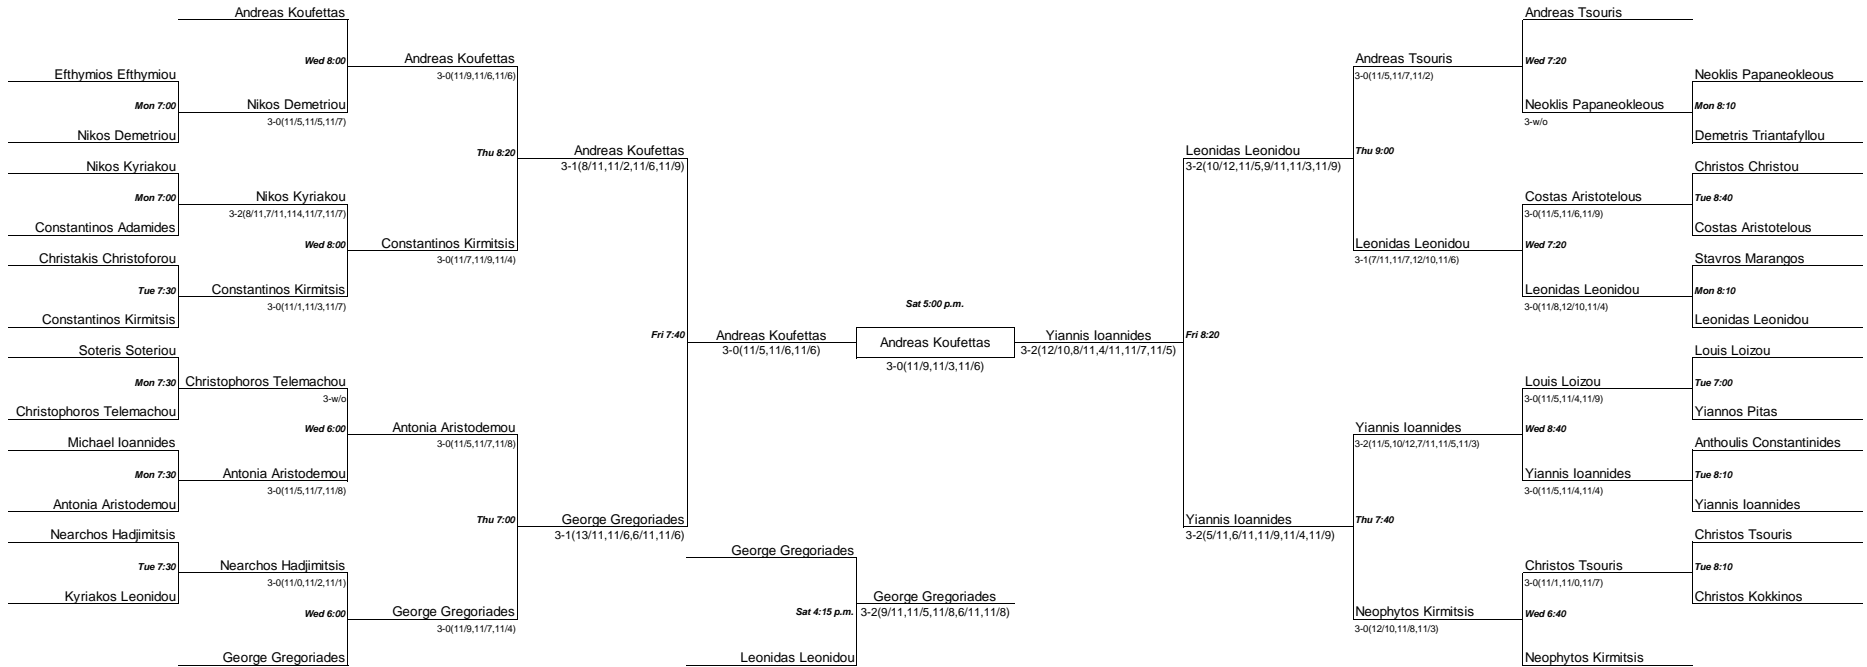 Andreas Koufettas
Wed 8:00
Andreas Koufettas
3-0(11/9,11/6,11/6)
Efthymios Efthymiou
Mon 7:00
Nikos Demetriou
3-0(11/5,11/5,11/7)
Nikos Demetriou
Thu 8:20
Andreas Koufettas
3-1(8/11,11/2,11/6,11/9)
Nikos Kyriakou
Mon 7:00
Nikos Kyriakou
3-2(8/11,7/11,114,11/7,11/7)
Constantinos Adamides
Wed 8:00
Constantinos Kirmitsis
3-0(11/7,11/9,11/4)
Christakis Christoforou
Tue 7:30
Constantinos Kirmitsis
3-0(11/1,11/3,11/7)
Constantinos Kirmitsis
Fri 7:40
Andreas Koufettas
3-0(11/5,11/6,11/6)
Soteris Soteriou
Mon 7:30
Christophoros Telemachou
3-w/o
Christophoros Telemachou
Wed 6:00
Antonia Aristodemou
3-0(11/5,11/7,11/8)
Michael Ioannides
Mon 7:30
Antonia Aristodemou
3-0(11/5,11/7,11/8)
Antonia Aristodemou
Thu 7:00
George Gregoriades
3-1(13/11,11/6,6/11,11/6)
Nearchos Hadjimitsis
Tue 7:30
Nearchos Hadjimitsis
3-0(11/0,11/2,11/1)
Kyriakos Leonidou
Wed 6:00
George Gregoriades
3-0(11/9,11/7,11/4)
George Gregoriades
Sat 5:00 p.m.
Andreas Koufettas
3-0(11/9,11/3,11/6)
George Gregoriades
Sat 4:15 p.m.
George Gregoriades
3-2(9/11,11/5,11/8,6/11,11/8)
Leonidas Leonidou
Yiannis Ioannides
3-2(12/10,8/11,4/11,11/7,11/5)
Fri 8:20
Leonidas Leonidou
3-2(10/12,11/5,9/11,11/3,11/9)
Thu 9:00
Andreas Tsouris
3-0(11/5,11/7,11/2)
Andreas Tsouris
Wed 7:20
Neoklis Papaneokleous
3-w/o
Neoklis Papaneokleous
Mon 8:10
Demetris Triantafyllou
Leonidas Leonidou
3-1(7/11,11/7,12/10,11/6)
Costas Aristotelous
3-0(11/5,11/6,11/9)
Christos Christou
Tue 8:40
Costas Aristotelous
Wed 7:20
Leonidas Leonidou
3-0(11/8,12/10,11/4)
Stavros Marangos
Mon 8:10
Leonidas Leonidou
Yiannis Ioannides
3-2(5/11,6/11,11/9,11/4,11/9)
Thu 7:40
Yiannis Ioannides
3-2(11/5,10/12,7/11,11/5,11/3)
Louis Loizou
3-0(11/5,11/4,11/9)
Louis Loizou
Tue 7:00
Yiannos Pitas
Wed 8:40
Yiannis Ioannides
3-0(11/5,11/4,11/4)
Anthoulis Constantinides
Tue 8:10
Yiannis Ioannides
Neophytos Kirmitsis
3-0(12/10,11/8,11/3)
Christos Tsouris
3-0(11/1,11/0,11/7)
Christos Tsouris
Tue 8:10
Christos Kokkinos
Wed 6:40
Neophytos Kirmitsis